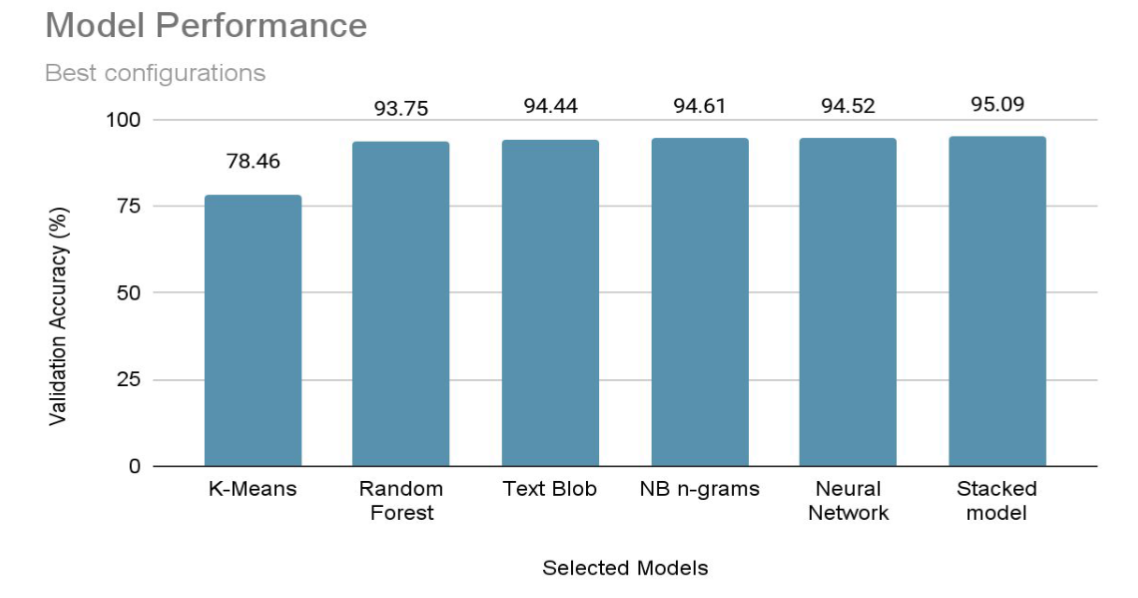 Model Performance
Best configurations
93.75 94.44 94.61 94.52 95.09
100
78.46
75
50
25
0
Validation Accuracy (%)
K-Means Random Forest Text Blob NB n-grams Neural Network Stacked model
Selected Models